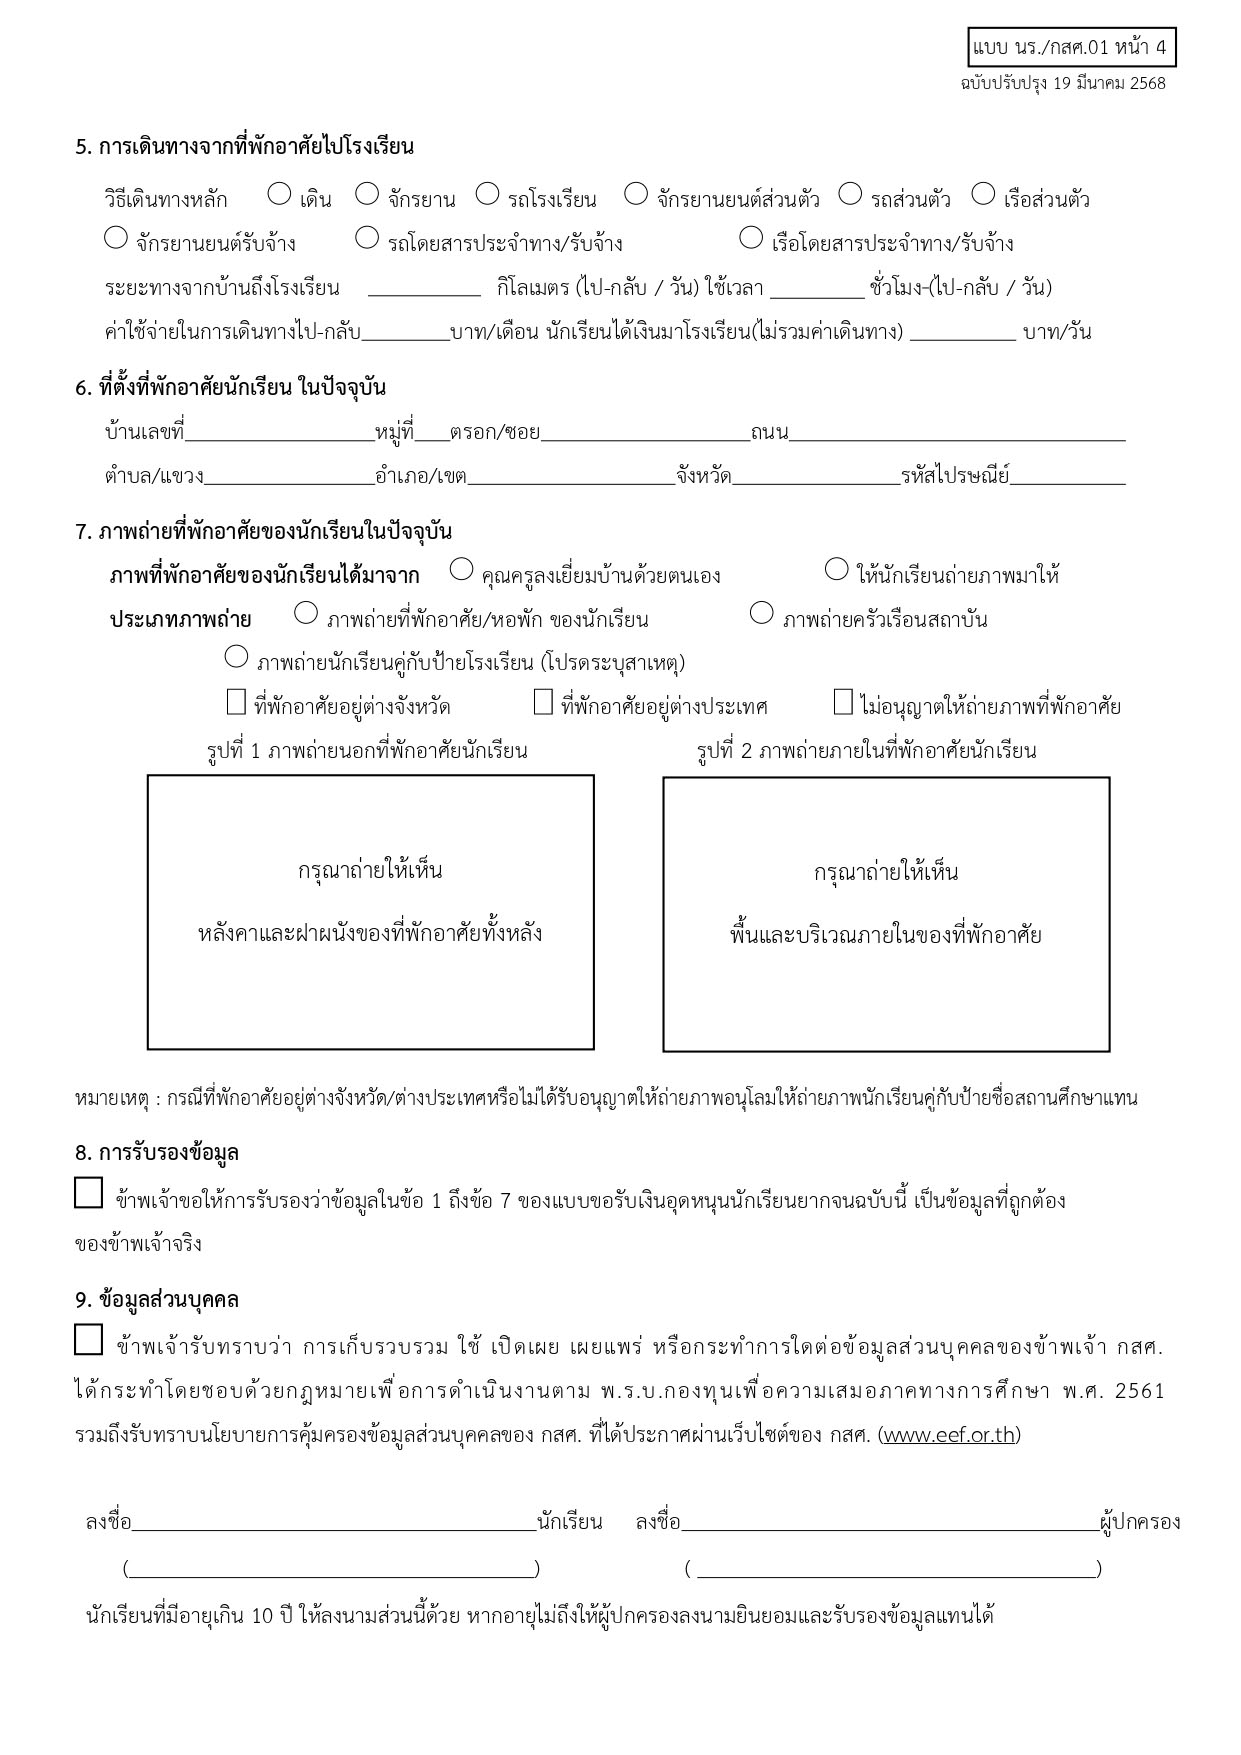 แบบ นร./กสศ.01 หน้า 4
ฉบับปรับปรุง 19 มีนาคม 2568
5. การเดินทางจากที่พักอาศัยไปโรงเรียน
วิธีเดินทางหลัก ◯ เดิน ◯ จักรยาน ◯ รถโรงเรียน ◯ จักรยานยนต์ส่วนตัว ◯ รถส่วนตัว ◯ เรือส่วนตัว
◯ จักรยานยนต์รับจ้าง ◯ รถโดยสารประจำทาง/รับจ้าง ◯ เรือโดยสารประจำทาง/รับจ้าง
ระยะทางจากบ้านถึงโรงเรียน __________ กิโลเมตร (ไป-กลับ / วัน) ใช้เวลา ________ ชั่วโมง-(ไป-กลับ / วัน)
ค่าใช้จ่ายในการเดินทางไป-กลับ________บาท/เดือน นักเรียนได้เงินมาโรงเรียน(ไม่รวมค่าเดินทาง) _________ บาท/วัน
6. ที่ตั้งที่พักอาศัยนักเรียน ในปัจจุบัน
บ้านเลขที่________________หมู่ที่___ตรอก/ซอย__________________ถนน____________________________
ตำบล/แขวง______________อำเภอ/เขต_________________จังหวัด______________รหัสไปรษณีย์__________
7. ภาพถ่ายที่พักอาศัยของนักเรียนในปัจจุบัน
ภาพที่พักอาศัยของนักเรียนได้มาจาก ◯ คุณครูลงเยี่ยมบ้านด้วยตนเอง ◯ ให้นักเรียนถ่ายภาพมาให้
ประเภทภาพถ่าย ◯ ภาพถ่ายที่พักอาศัย/หอพัก ของนักเรียน ◯ ภาพถ่ายครัวเรือนสถาบัน
◯ ภาพถ่ายนักเรียนคู่กับป้ายโรงเรียน (โปรดระบุสาเหตุ)
☐ ที่พักอาศัยอยู่ต่างจังหวัด ☐ ที่พักอาศัยอยู่ต่างประเทศ ☐ ไม่อนุญาตให้ถ่ายภาพที่พักอาศัย
รูปที่ 1 ภาพถ่ายนอกที่พักอาศัยนักเรียน รูปที่ 2 ภาพถ่ายภายในที่พักอาศัยนักเรียน
กรุณาถ่ายให้เห็น
หลังคาและฝาผนังของที่พักอาศัยทั้งหลัง
กรุณาถ่ายให้เห็น
พื้นและบริเวณภายในของที่พักอาศัย
หมายเหตุ : กรณีที่พักอาศัยอยู่ต่างจังหวัด/ต่างประเทศหรือไม่ได้รับอนุญาตให้ถ่ายภาพอนุโลมให้ถ่ายภาพนักเรียนคู่กับป้ายชื่อสถานศึกษาแทน
8. การรับรองข้อมูล
☐ ข้าพเจ้าขอให้การรับรองว่าข้อมูลในข้อ 1 ถึงข้อ 7 ของแบบขอรับเงินอุดหนุนนักเรียนยากจนฉบับนี้ เป็นข้อมูลที่ถูกต้อง
ของข้าพเจ้าจริง
9. ข้อมูลส่วนบุคคล
☐ ข้าพเจ้ารับทราบว่า การเก็บรวบรวม ใช้ เปิดเผย เผยแพร่ หรือกระทำการใดต่อข้อมูลส่วนบุคคลของข้าพเจ้า กสศ.
ได้กระทำโดยชอบด้วยกฎหมายเพื่อการดำเนินงานตาม พ.ร.บ.กองทุนเพื่อความเสมอภาคทางการศึกษา พ.ศ. 2561
รวมถึงรับทราบนโยบายการคุ้มครองข้อมูลส่วนบุคคลของ กสศ. ที่ได้ประกาศผ่านเว็บไซต์ของ กสศ. (www.eef.or.th)
ลงชื่อ__________________________________นักเรียน ลงชื่อ___________________________________ผู้ปกครอง
(__________________________________) ( _________________________________)
นักเรียนที่มีอายุเกิน 10 ปี ให้ลงนามส่วนนี้ด้วย หากอายุไม่ถึงให้ผู้ปกครองลงนามยินยอมและรับรองข้อมูลแทนได้